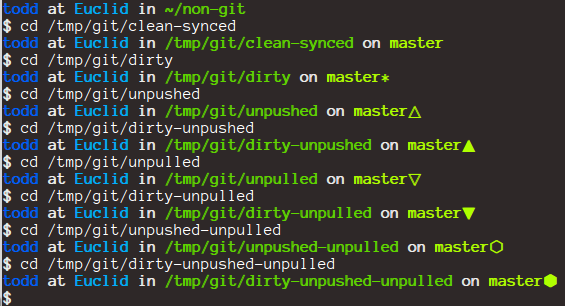 todd at Euclid in ~/non-git
$ cd /tmp/git/clean-synced
todd at Euclid in /tmp/git/clean-synced on master
$ cd /tmp/git/dirty
todd at Euclid in /tmp/git/dirty on master*
$ cd /tmp/git/unpushed
todd at Euclid in /tmp/git/unpushed on master△
$ cd /tmp/git/dirty-unpushed
todd at Euclid in /tmp/git/dirty-unpushed on master▲
$ cd /tmp/git/unpulled
todd at Euclid in /tmp/git/unpulled on master▽
$ cd /tmp/git/dirty-unpulled
todd at Euclid in /tmp/git/dirty-unpulled on master▼
$ cd /tmp/git/unpushed-unpulled
todd at Euclid in /tmp/git/unpushed-unpulled on master⬡
$ cd /tmp/git/dirty-unpushed-unpulled
todd at Euclid in /tmp/git/dirty-unpushed-unpulled on master⬢
$